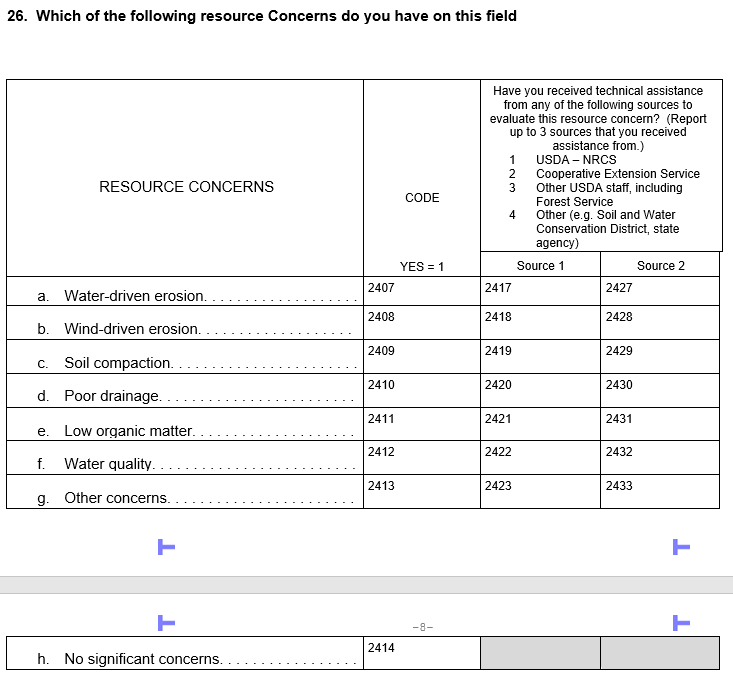 26. Which of the following resource Concerns do you have on this field
RESOURCE CONCERNS
CODE
YES = 1
Have you received technical assistance
from any of the following sources to
evaluate this resource concern? (Report
up to 3 sources that you received
assistance from.)
1 USDA – NRCS
2 Cooperative Extension Service
3 Other USDA staff, including
Forest Service
4 Other (e.g. Soil and Water
Conservation District, state
agency)
Source 1 Source 2
a. Water-driven erosion. . . . . . . . . . . . . . . . . . . 2407 2417 2427
b. Wind-driven erosion. . . . . . . . . . . . . . . . . . . 2408 2418 2428
c. Soil compaction. . . . . . . . . . . . . . . . . . . . . . . 2409 2419 2429
d. Poor drainage. . . . . . . . . . . . . . . . . . . . . . . . 2410 2420 2430
e. Low organic matter. . . . . . . . . . . . . . . . . . . . 2411 2421 2431
f. Water quality. . . . . . . . . . . . . . . . . . . . . . . . . 2412 2422 2432
g. Other concerns. . . . . . . . . . . . . . . . . . . . . . . 2413 2423 2433
–8–
h. No significant concerns. . . . . . . . . . . . . . . . . 2414